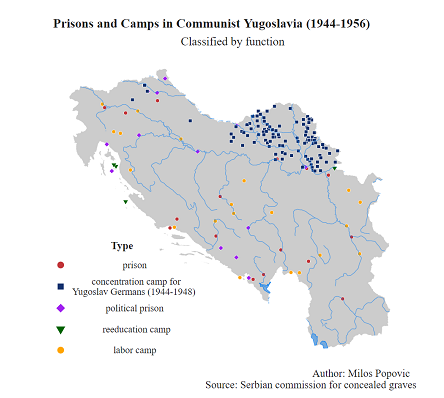 Prisons and Camps in Communist Yugoslavia (1944-1956)
Classified by function
Type
prison
concentration camp for
Yugoslav Germans (1944-1948)
political prison
reeducation camp
labor camp
Author: Milos Popovic
Source: Serbian commission for concealed graves